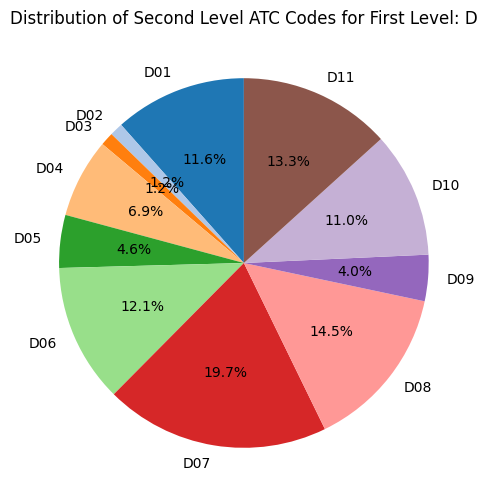 Distribution of Second Level ATC Codes for First Level: D
D01
11.6%
D02
1.2%
D03
1.2%
D04
6.9%
D05
4.6%
D06
12.1%
D07
19.7%
D08
14.5%
D09
4.0%
D10
11.0%
D11
13.3%